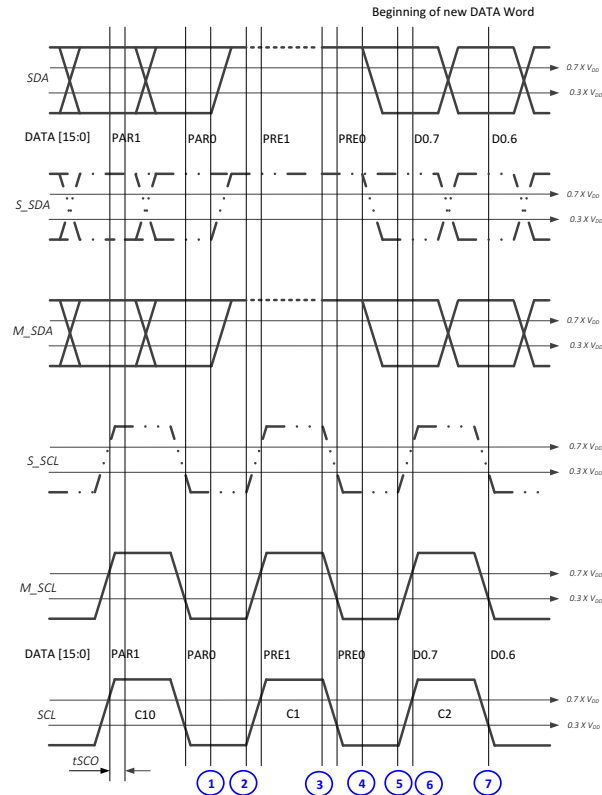 Beginning of new DATA Word
SDA
0.7 X VDD
0.3 X VDD
DATA [15:0] PAR1 PAR0 PRE1 PRE0 D0.7 D0.6
S_SDA
0.7 X VDD
0.3 X VDD
M_SDA
0.7 X VDD
0.3 X VDD
S_SCL
0.7 X VDD
0.3 X VDD
M_SCL
0.7 X VDD
0.3 X VDD
DATA [15:0] PAR1 PAR0 PRE1 PRE0 D0.7 D0.6
SCL
0.7 X VDD
C10 C1 C2
0.3 X VDD
tSCO
1 2 3 4 5 6 7